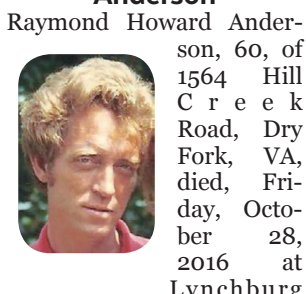 Anderson
Raymond Howard Ander-
son, 60, of
1564 Hill
Creek
Road, Dry
Fork, VA,
died, Fri-
day, Octo-
ber 28,
2016 at
Lynchburg